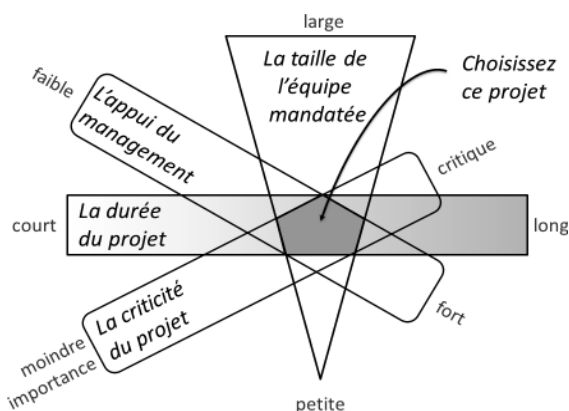 large
La taille de
l'équipe
mandatée
Choisissez
ce projet
faible
L'appui du
management
critique
court
La durée
du projet
long
La criticité
du projet
fort
moindre
importance
petite